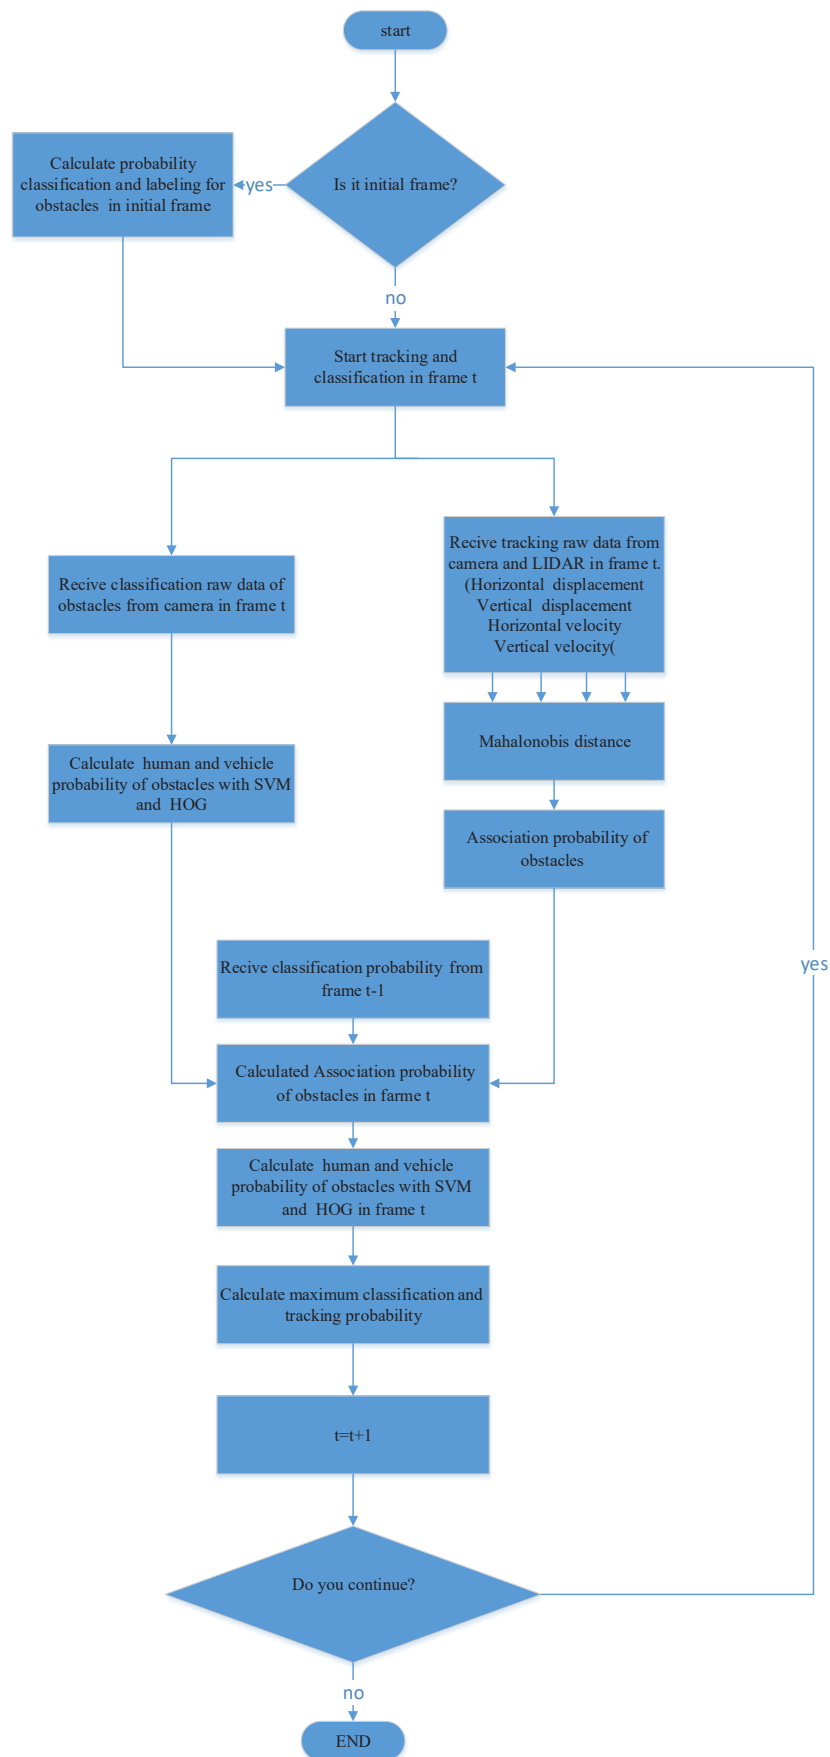 start
Is it initial frame?
yes
Calculate probability
classification and labeling for
obstacles in initial frame
no
Start tracking and
classification in frame t
Recive classification raw data of
obstacles from camera in frame t
Recive tracking raw data from
camera and LIDAR in frame t.
(Horizontal displacement
Vertical displacement
Horizontal velocity
Vertical velocity(
Mahalonobis distance
Calculate human and vehicle
probability of obstacles with SVM
and HOG
Association probability of
obstacles
Recive classification probability from
frame t-1
yes
Calculated Association probability
of obstacles in farme t
Calculate human and vehicle
probability of obstacles with SVM
and HOG in frame t
Calculate maximum classification and
tracking probability
t=t+1
Do you continue?
no
END